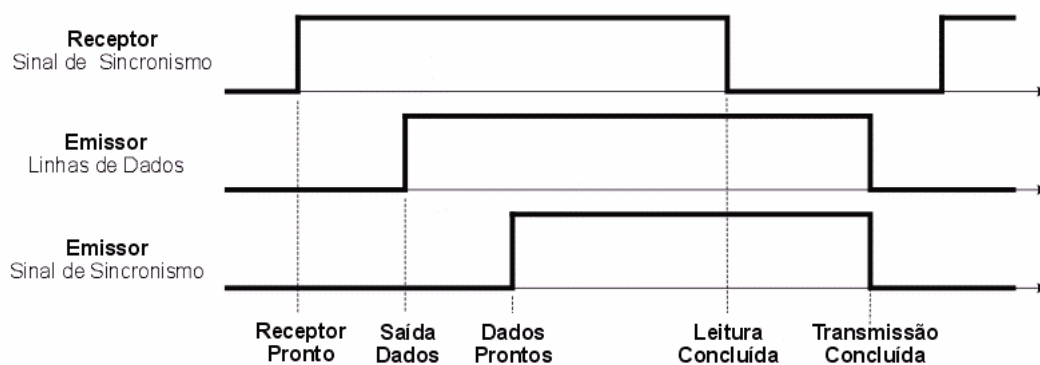 Receptor
Sinal de Sincronismo
Emissor
Linhas de Dados
Emissor
Sinal de Sincronismo
Receptor
Pronto
Saída
Dados
Dados
Prontos
Leitura
Concluída
Transmissão
Concluída